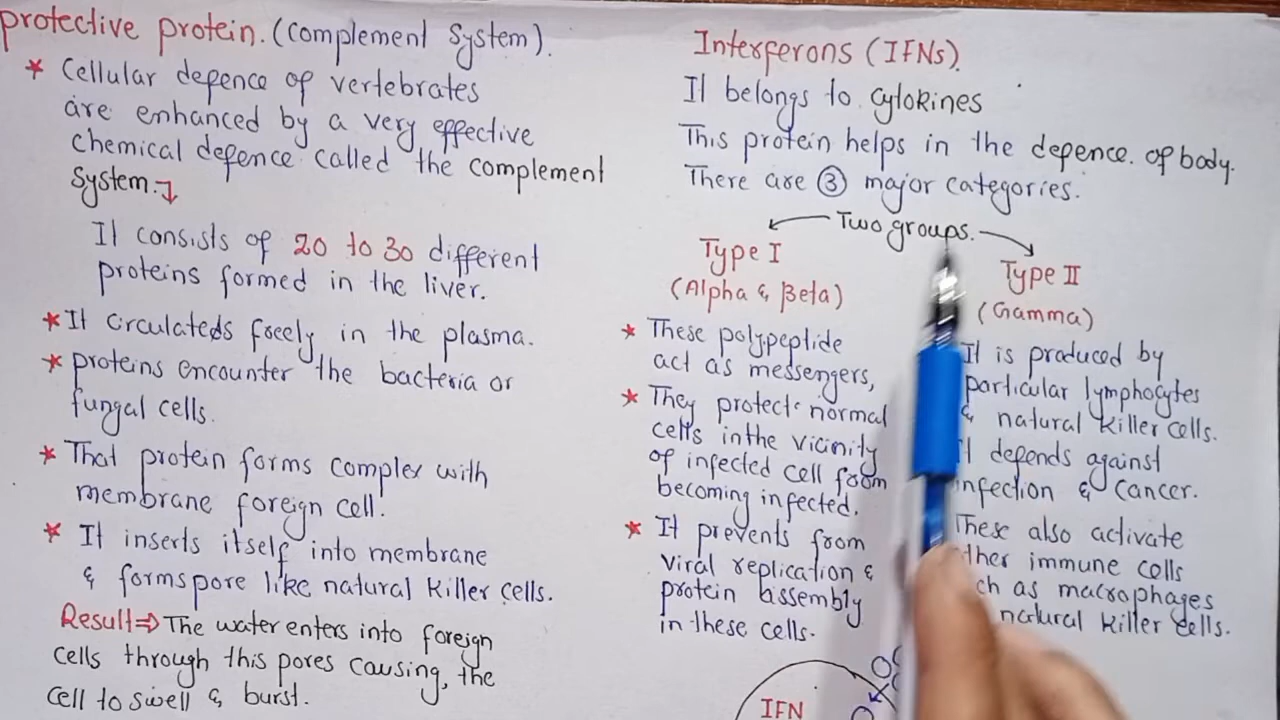 protective protein. (Complement System).
* Cellular depence of vertebrates
are enhanced by a very effective
chemical depence called the complement
System.
It consists of 20 to 30 different
proteins formed in the liver.
* It circulateds freely in the plasma.
* proteins encounter the bacteria or
fungal cells.
* That protein forms complex with
membrane foreign cell.
* It inserts itself into membrane
& forms pore like natural killer cells.
Result ⇒ The water enters into foreign
cells through this pores causing, the
cell to swell & burst.
Interferons (IFNs).
It belongs to cytokines
This protein helps in the depence. of body.
There are ③ major categories.
Two groups.
Type I
(Alpha & Beta)
* These polypeptide
act as messengers,
* They protect normal
cells in the vicinity
of infected cell from
becoming infected.
* It prevents from
viral replication &
protein assembly
in these cells.
Type II
(Gamma)
It is produced by
particular lymphocytes
& natural killer cells.
depends against
& cancer.
These also activate
immune cells
as macrophages
natural killer cells.
IFN